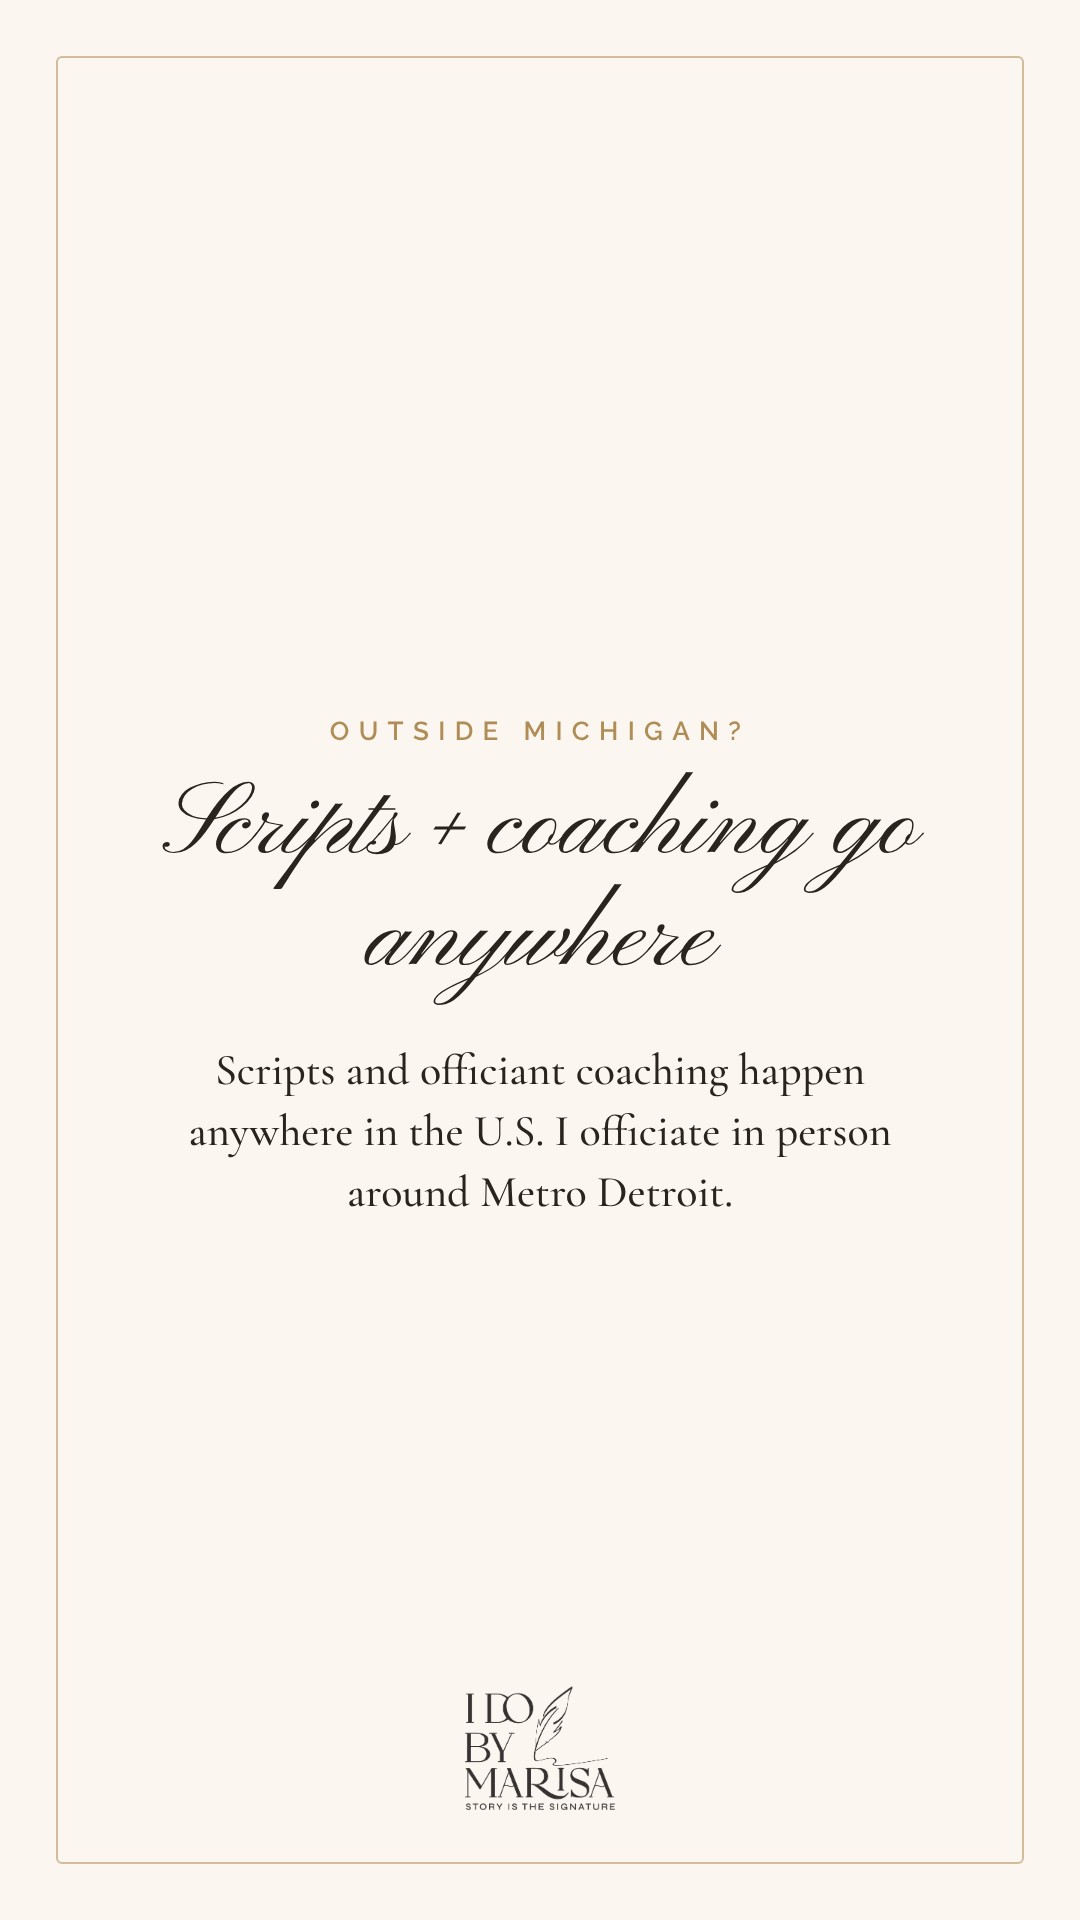 OUTSIDE MICHIGAN?
Scripts + coaching go
anywhere
Scripts and officiant coaching happen
anywhere in the U.S. I officiate in person
around Metro Detroit.
I DO
BY
MARISA
STORY IS THE SIGNATURE